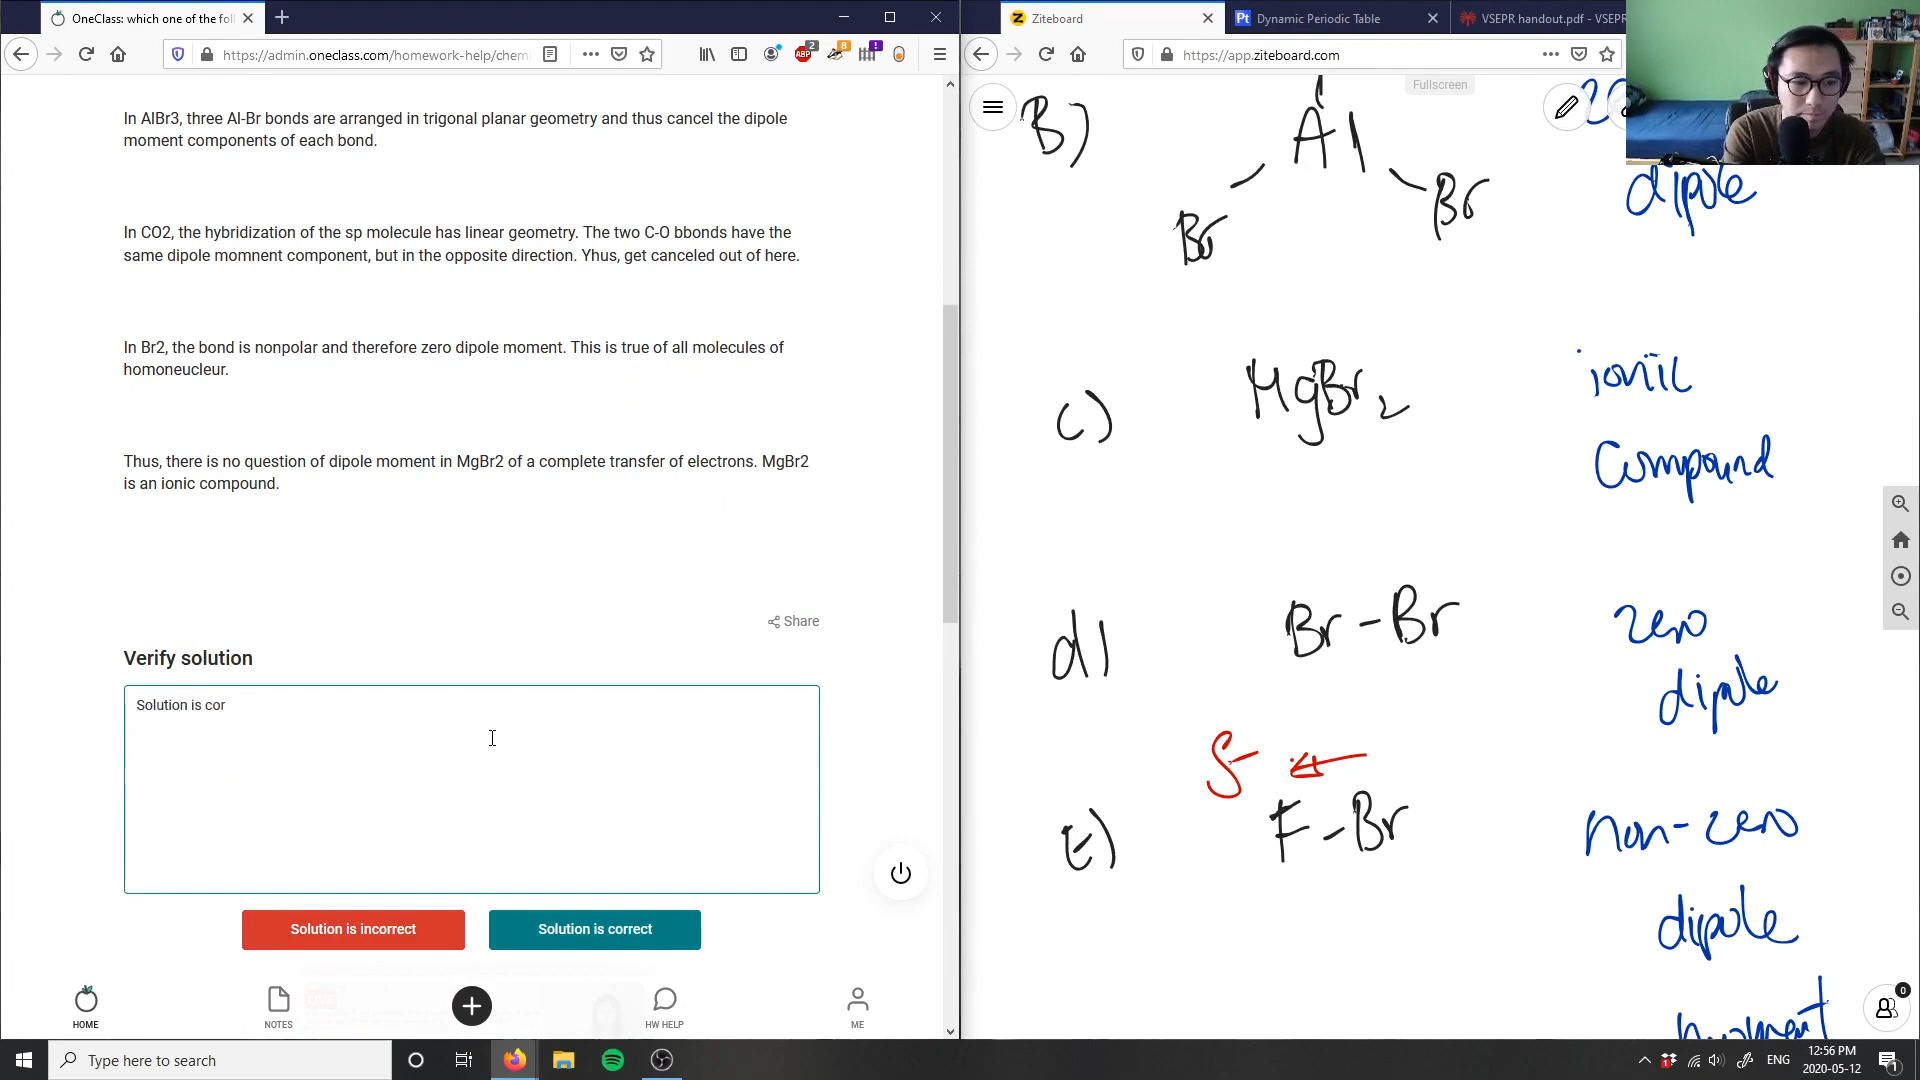 OneClass: which one of the fol
Ziteboard
Dynamic Periodic Table
VSEPR handout.pdf - VSEPR
https://admin.oneclass.com/homework-help/chemi
2
8
!
https://app.ziteboard.com
Fullscreen
In AlBr3, three Al-Br bonds are arranged in trigonal planar geometry and thus cancel the dipole
moment components of each bond.
In CO2, the hybridization of the sp molecule has linear geometry. The two C-O bbonds have the
same dipole momnent component, but in the opposite direction. Yhus, get canceled out of here.
In Br2, the bond is nonpolar and therefore zero dipole moment. This is true of all molecules of
homoneucleur.
Thus, there is no question of dipole moment in MgBr2 of a complete transfer of electrons. MgBr2
is an ionic compound.
Share
Verify solution
Solution is cor
Solution is incorrect
Solution is correct
HOME
NOTES
HW HELP
ME
B)
Al
Br
Br
dipole
c)
MgBr2
ionic
compound
d)
Br-Br
zero
dipole
δ-
E)
F-Br
non-zero
dipole
moment
0
Type here to search
ENG
12:56 PM
2020-05-12
1